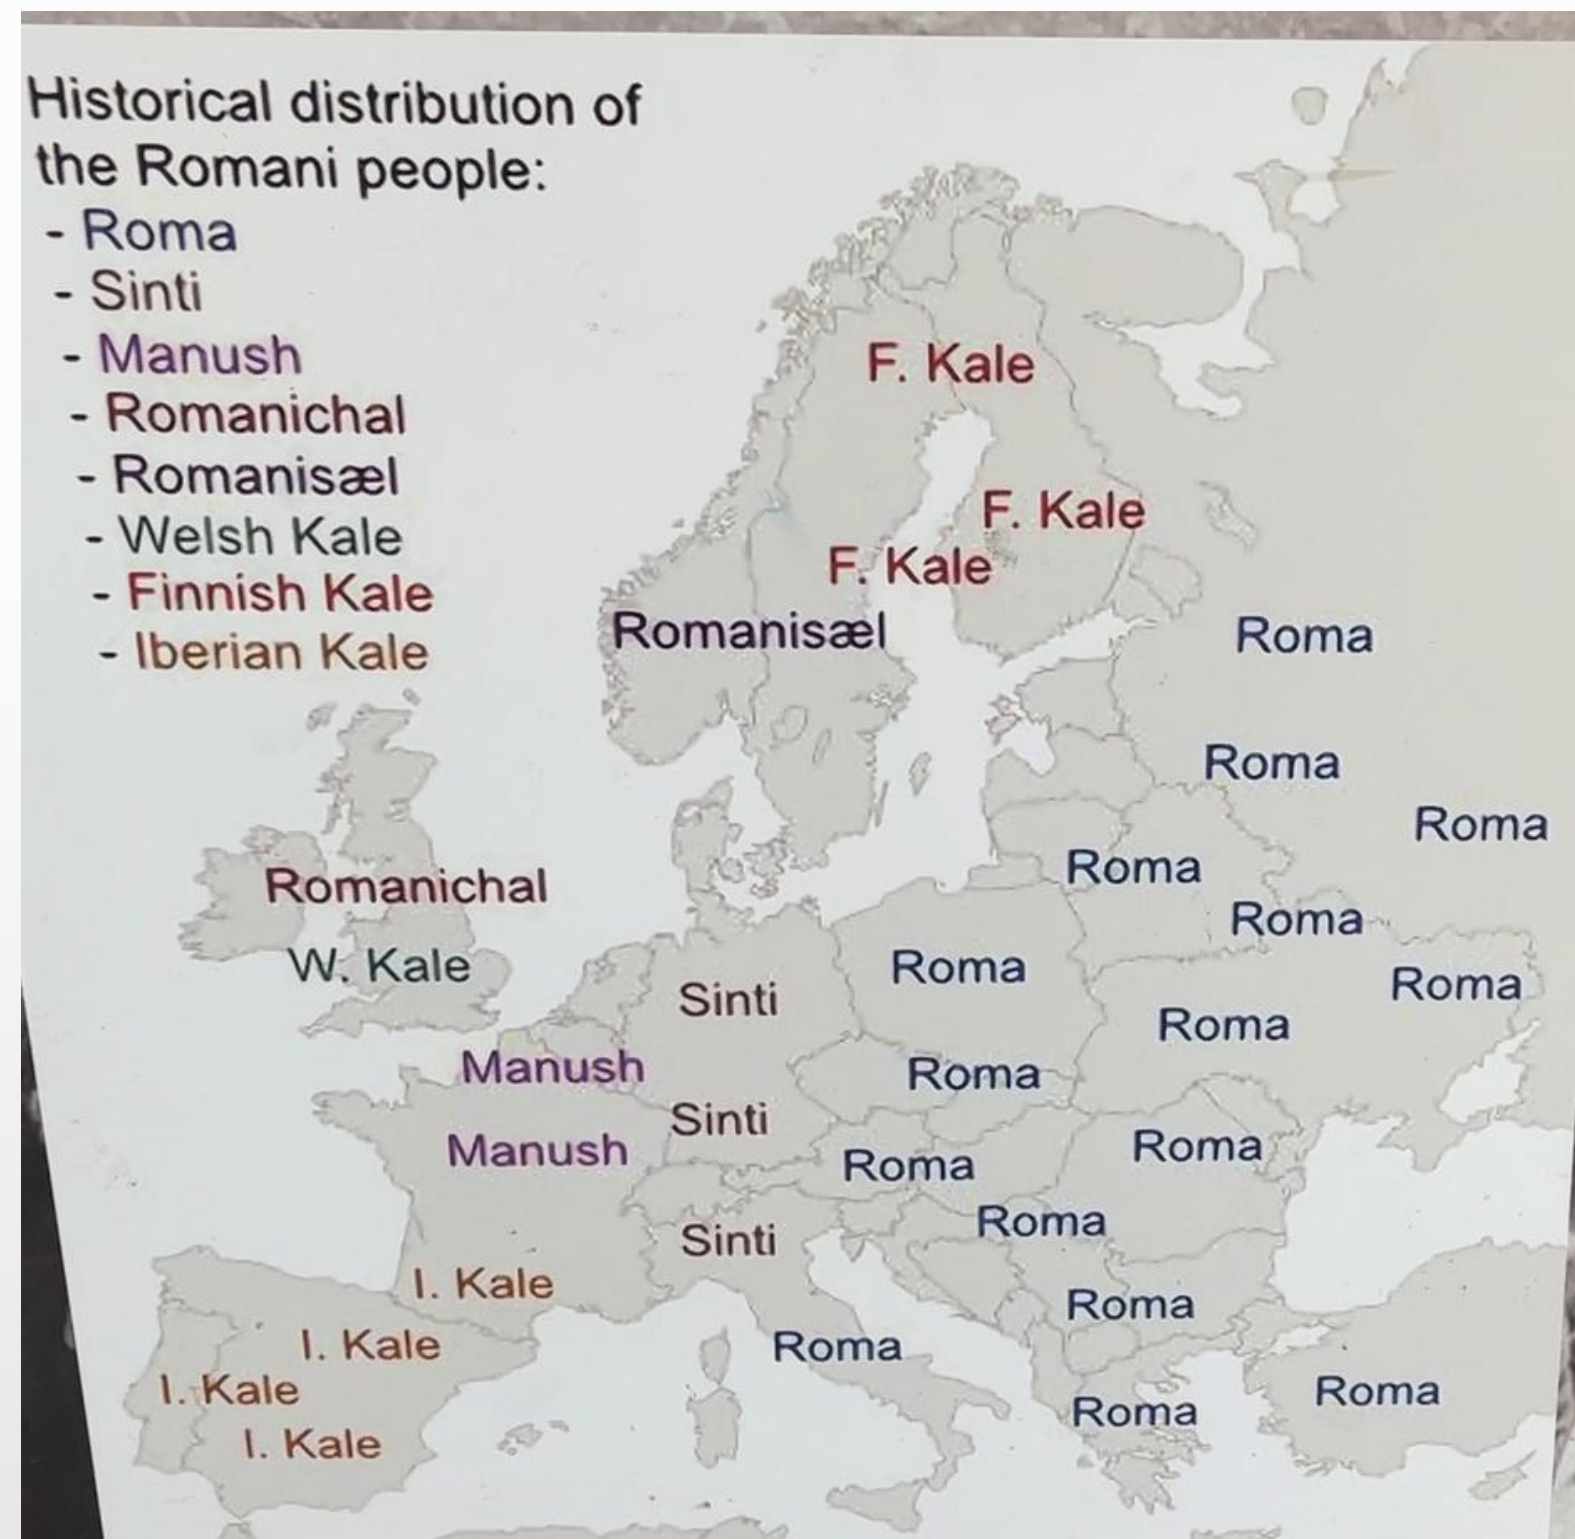 Historical distribution of
the Romani people:
- Roma
- Sinti
- Manush
- Romanichal
- Romanisæl
- Welsh Kale
- Finnish Kale
- Iberian Kale
F. Kale
F. Kale
F. Kale
Romanisæl
Roma
Roma
Roma
Roma
Romanichal
Roma
W. Kale
Roma
Sinti
Roma
Roma
Manush
Roma
Sinti
Manush
Roma
Roma
Roma
Sinti
I. Kale
Roma
I. Kale
Roma
I. Kale
Roma
Roma
I. Kale